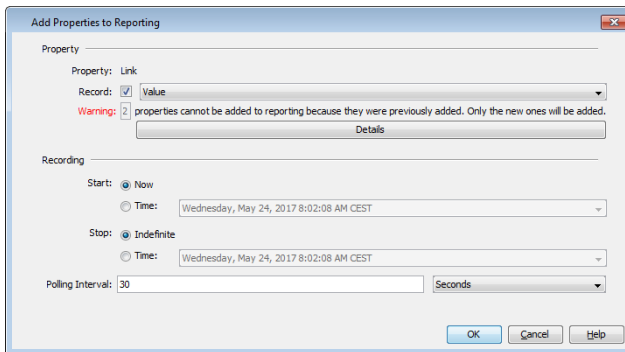 Add Properties to Reporting
Property
Property: Link
Record: Value
Warning: 2 properties cannot be added to reporting because they were previously added. Only the new ones will be added.
Details
Recording
Start: Now
Time: Wednesday, May 24, 2017 8:02:08 AM CEST
Stop: Indefinite
Time: Wednesday, May 24, 2017 8:02:08 AM CEST
Polling Interval: 30 Seconds
OK Cancel Help